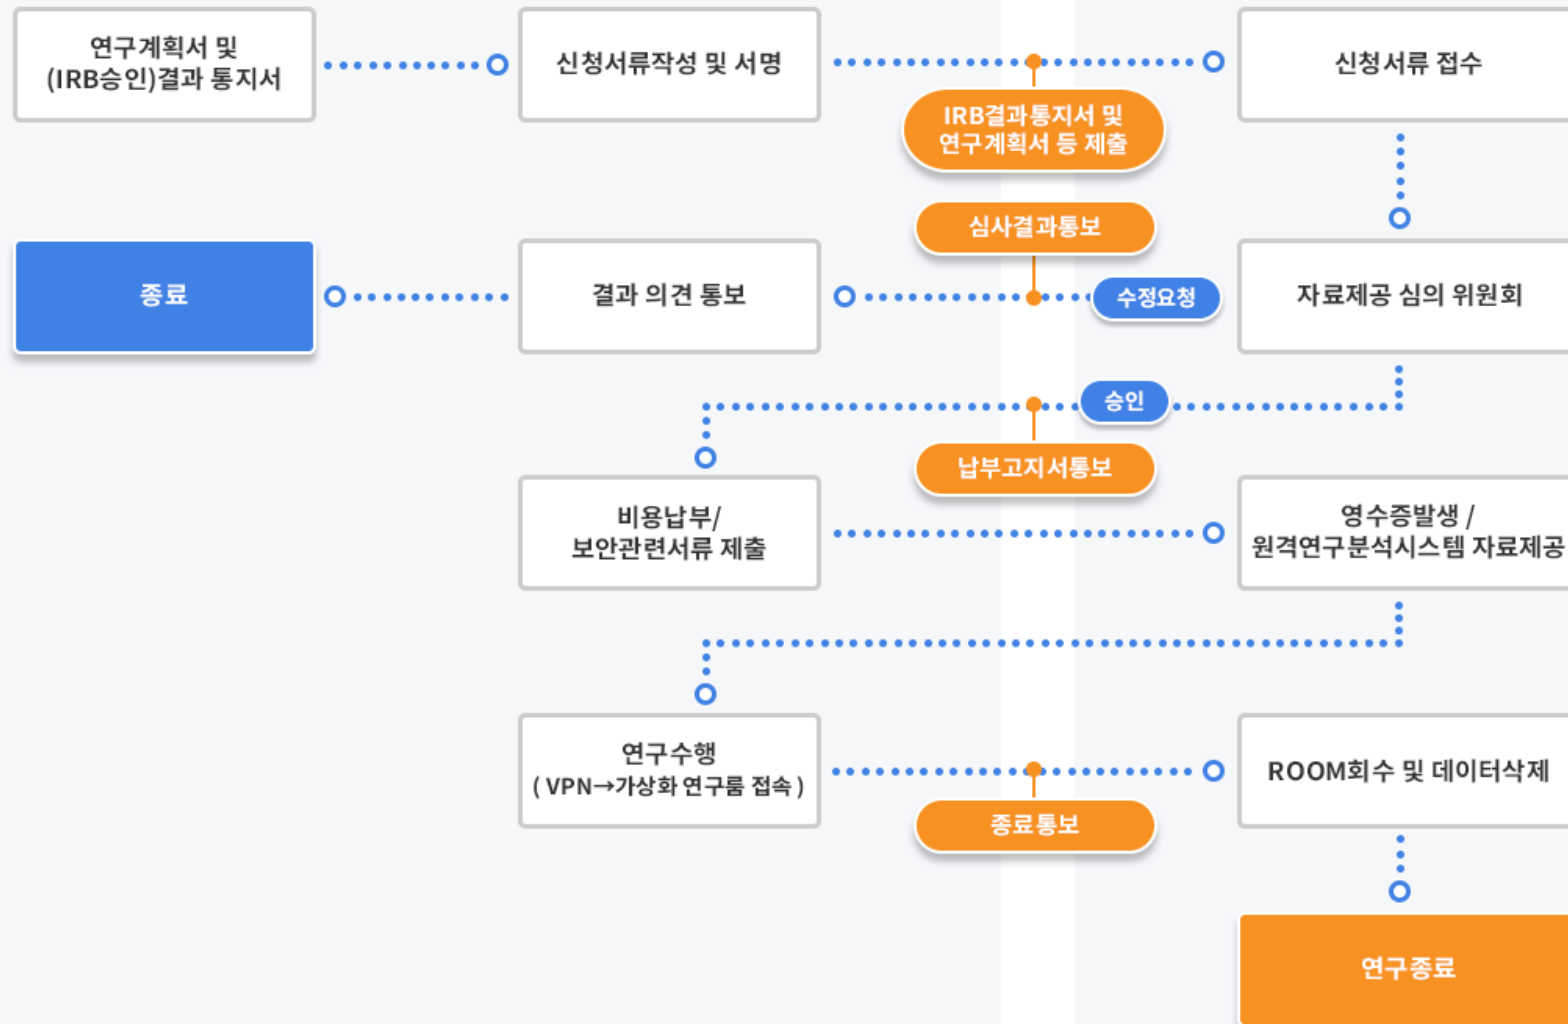 연구계획서 및
(IRB승인)결과 통지서
신청서류작성 및 서명
IRB결과통지서 및
연구계획서 등 제출
신청서류 접수
심사결과통보
종료
결과 의견 통보
수정요청
자료제공 심의 위원회
승인
납부고지서통보
비용납부/
보안관련서류 제출
영수증발생 /
원격연구분석시스템 자료제공
연구수행
( VPN→가상화 연구룸 접속 )
종료통보
ROOM회수 및 데이터삭제
연구종료